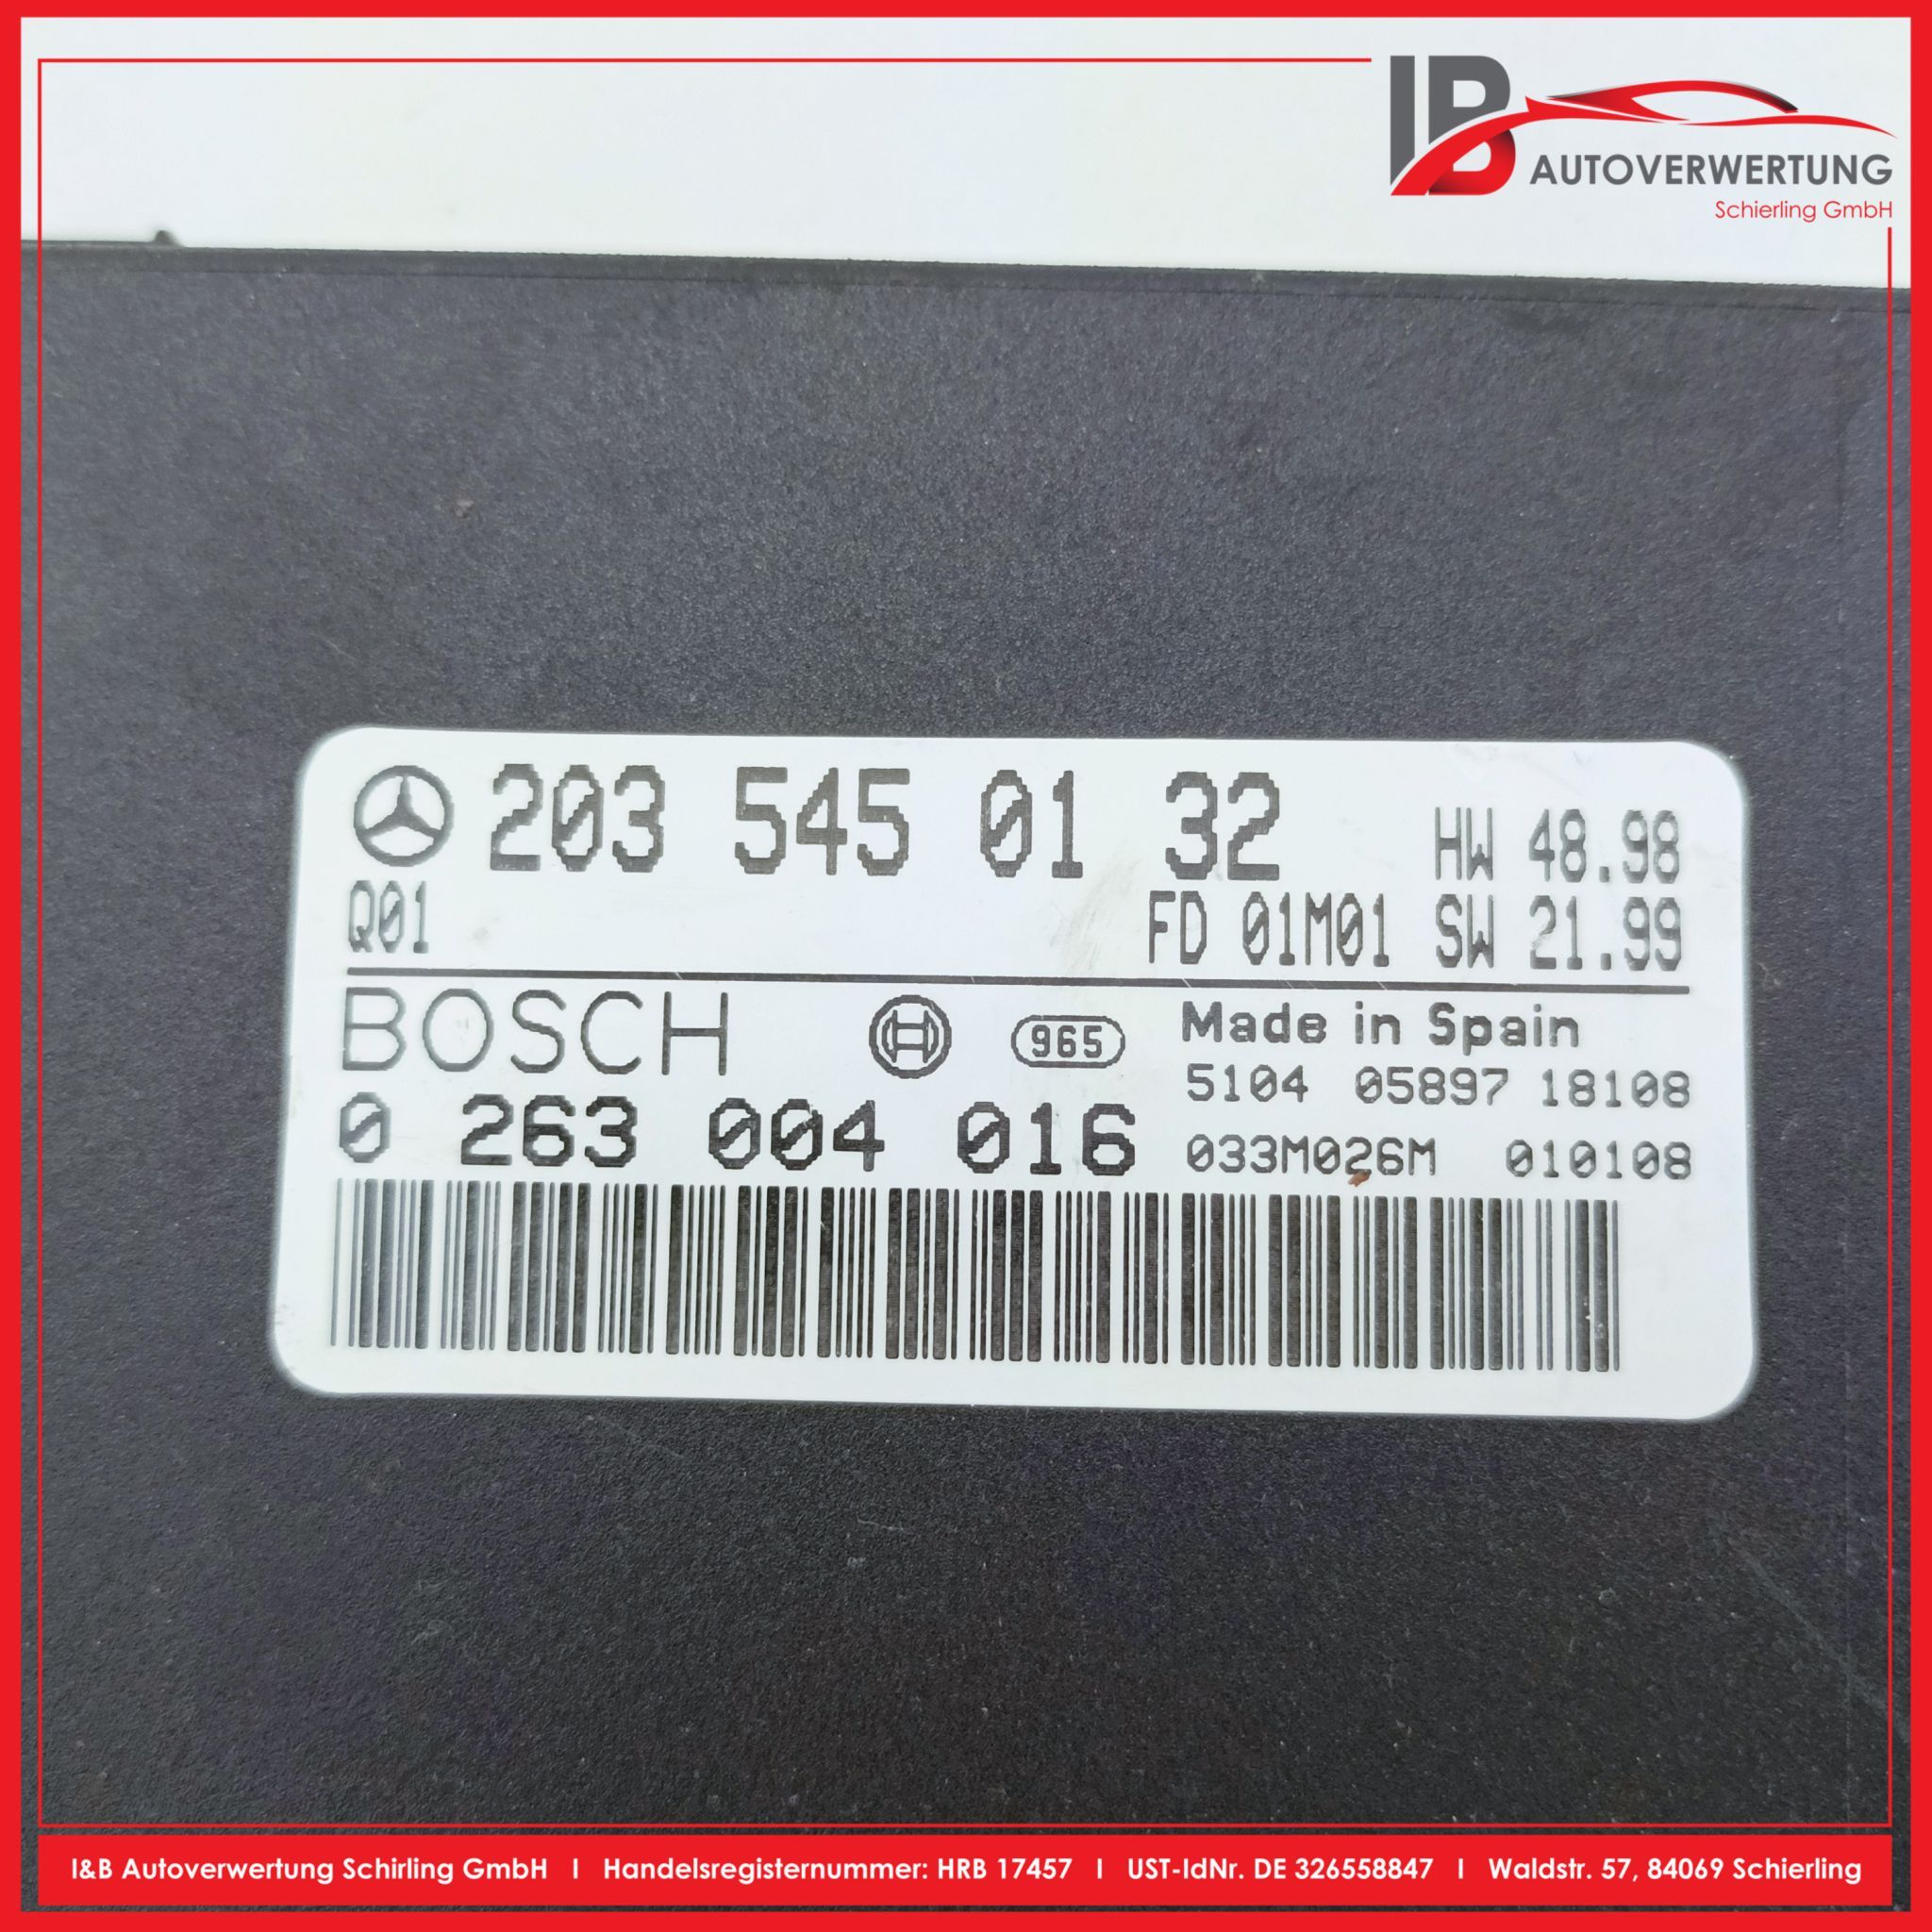 IB
AUTOVERWERTUNG
Schierling GmbH
203 545 01 32 HW 48.98
Q01 FD 01M01 SW 21.99
BOSCH 965 Made in Spain
5104 05897 18108
0 263 004 016 033M026M 010108
I&B Autoverwertung Schirling GmbH I Handelsregisternummer: HRB 17457 I UST-IdNr. DE 326558847 I Waldstr. 57, 84069 Schierling